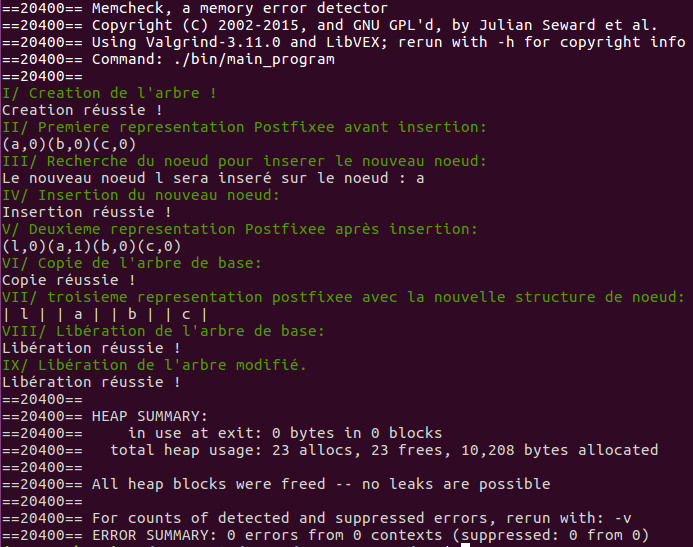 ==20400== Memcheck, a memory error detector
==20400== Copyright (C) 2002-2015, and GNU GPL'd, by Julian Seward et al.
==20400== Using Valgrind-3.11.0 and LibVEX; rerun with -h for copyright info
==20400== Command: ./bin/main_program
==20400==
I/ Creation de l'arbre !
Creation réussie !
II/ Premiere representation Postfixee avant insertion:
(a,0)(b,0)(c,0)
III/ Recherche du noeud pour inserer le nouveau noeud:
Le nouveau noeud l sera inseré sur le noeud : a
IV/ Insertion du nouveau noeud:
Insertion réussie !
V/ Deuxieme representation Postfixee après insertion:
(l,0)(a,1)(b,0)(c,0)
VI/ Copie de l'arbre de base:
Copie réussie !
VII/ troisieme representation postfixee avec la nouvelle structure de noeud:
| l | | a | | b | | c |
VIII/ Libération de l'arbre de base:
Libération réussie !
IX/ Libération de l'arbre modifié.
Libération réussie !
==20400==
==20400== HEAP SUMMARY:
==20400==     in use at exit: 0 bytes in 0 blocks
==20400==   total heap usage: 23 allocs, 23 frees, 10,208 bytes allocated
==20400==
==20400== All heap blocks were freed -- no leaks are possible
==20400==
==20400== For counts of detected and suppressed errors, rerun with: -v
==20400== ERROR SUMMARY: 0 errors from 0 contexts (suppressed: 0 from 0)